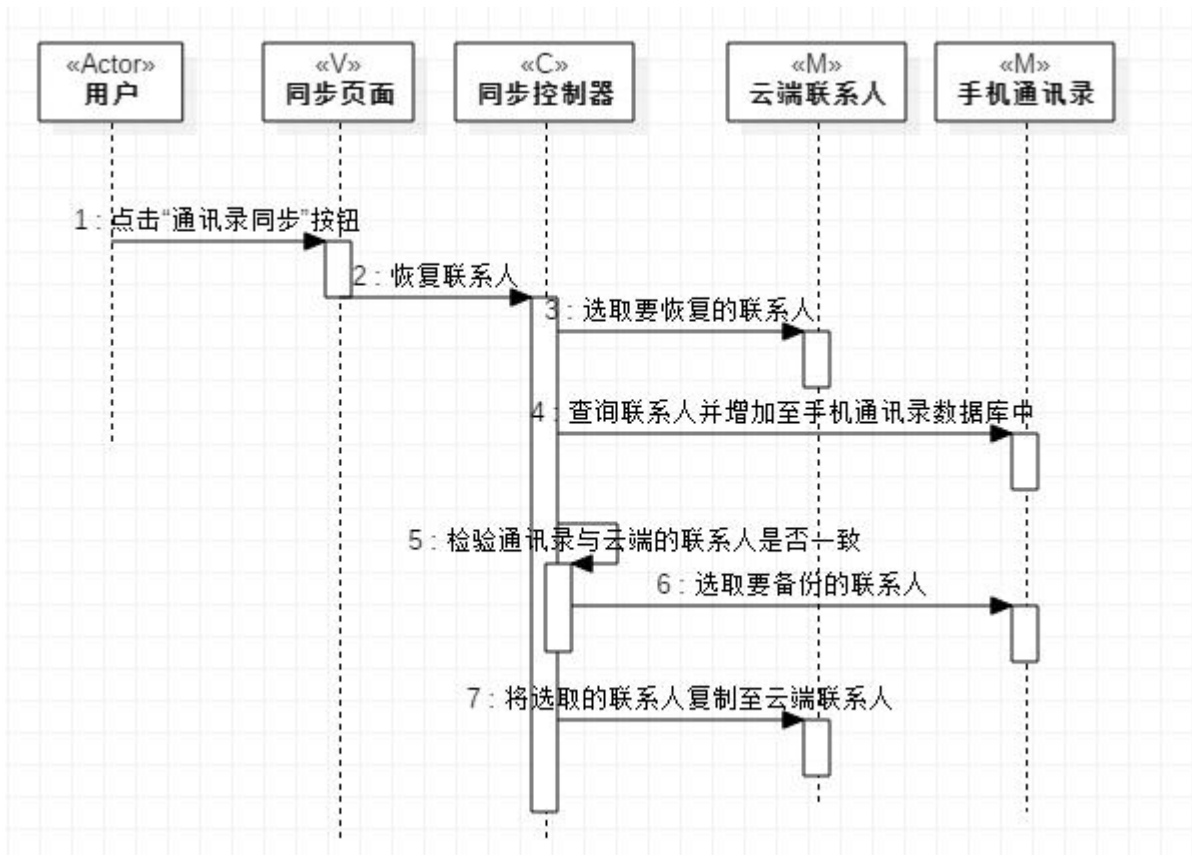 «Actor»
用户
«V»
同步页面
«C»
同步控制器
«M»
云端联系人
«M»
手机通讯录
1 : 点击“通讯录同步”按钮
2 : 恢复联系人
3 : 选取要恢复的联系人
4 : 查询联系人并增加至手机通讯录数据库中
5 : 检验通讯录与云端的联系人是否一致
6 : 选取要备份的联系人
7 : 将选取的联系人复制至云端联系人